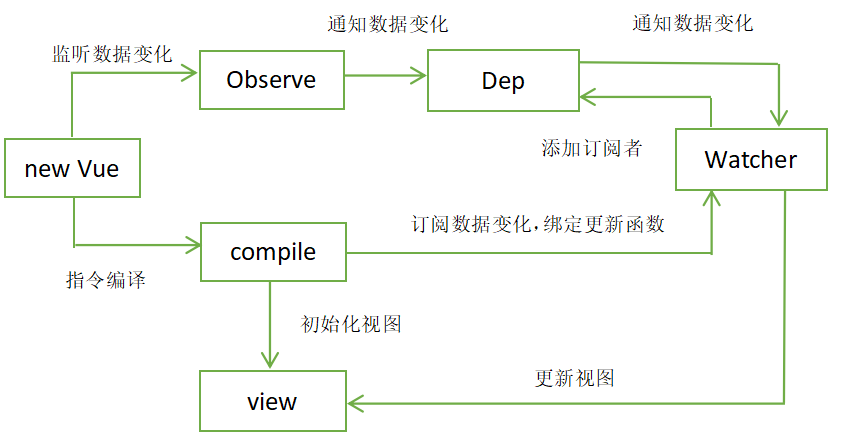 通知数据变化
通知数据变化
监听数据变化
Observe
Dep
添加订阅者
Watcher
new Vue
订阅数据变化，绑定更新函数
compile
指令编译
初始化视图
更新视图
view